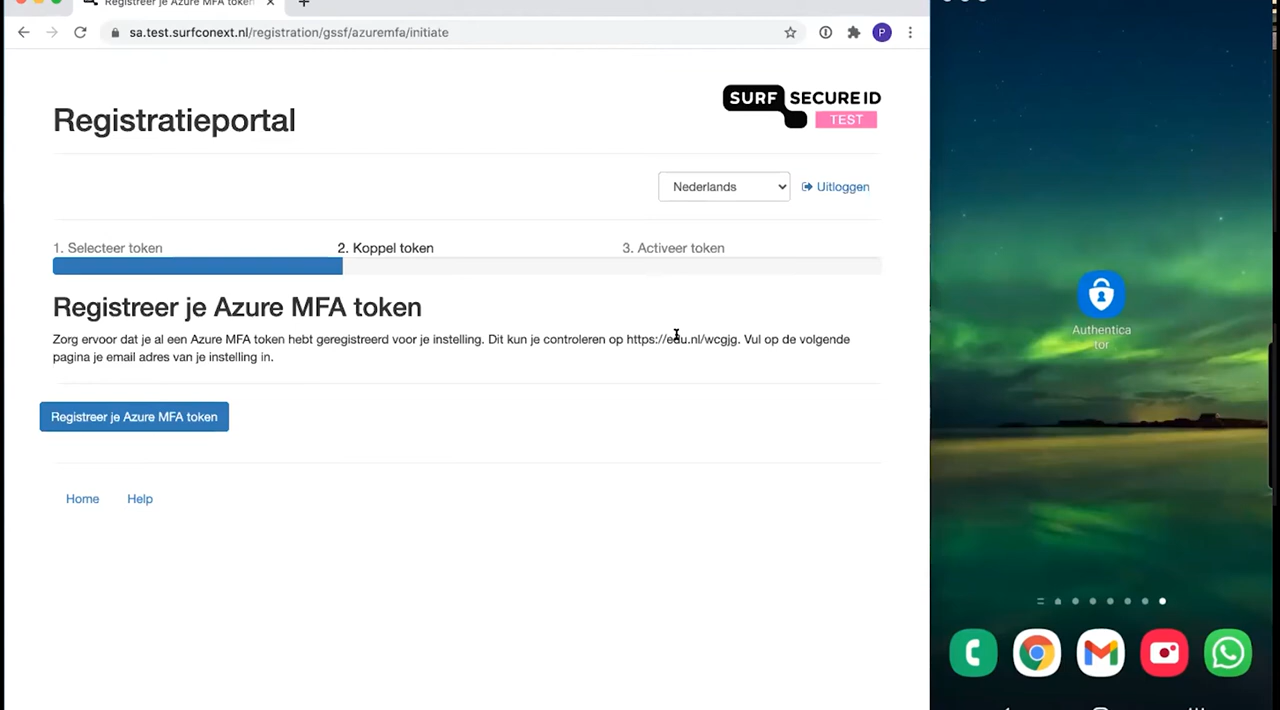 Registreer je Azure MFA token
sa.test.surfconext.nl/registration/gssf/azuremfa/initiate
P
Registratieportal
SURF SECURE ID
TEST
Nederlands
Uitloggen
1. Selecteer token
2. Koppel token
3. Activeer token
Registreer je Azure MFA token
Zorg ervoor dat je al een Azure MFA token hebt geregistreerd voor je instelling. Dit kun je controleren op https://edu.nl/wcgjg. Vul op de volgende
pagina je email adres van je instelling in.
Registreer je Azure MFA token
Home
Help
Authentica
tor